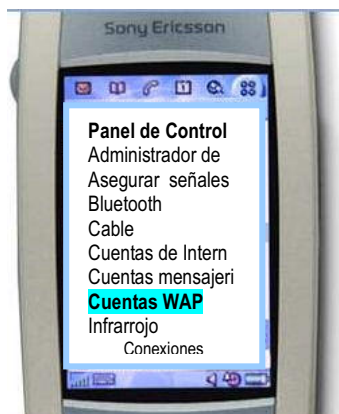 Sony Ericsson
Panel de Control
Administrador de
Asegurar señales
Bluetooth
Cable
Cuentas de Intern
Cuentas mensajeri
Cuentas WAP
Infrarrojo
Conexiones